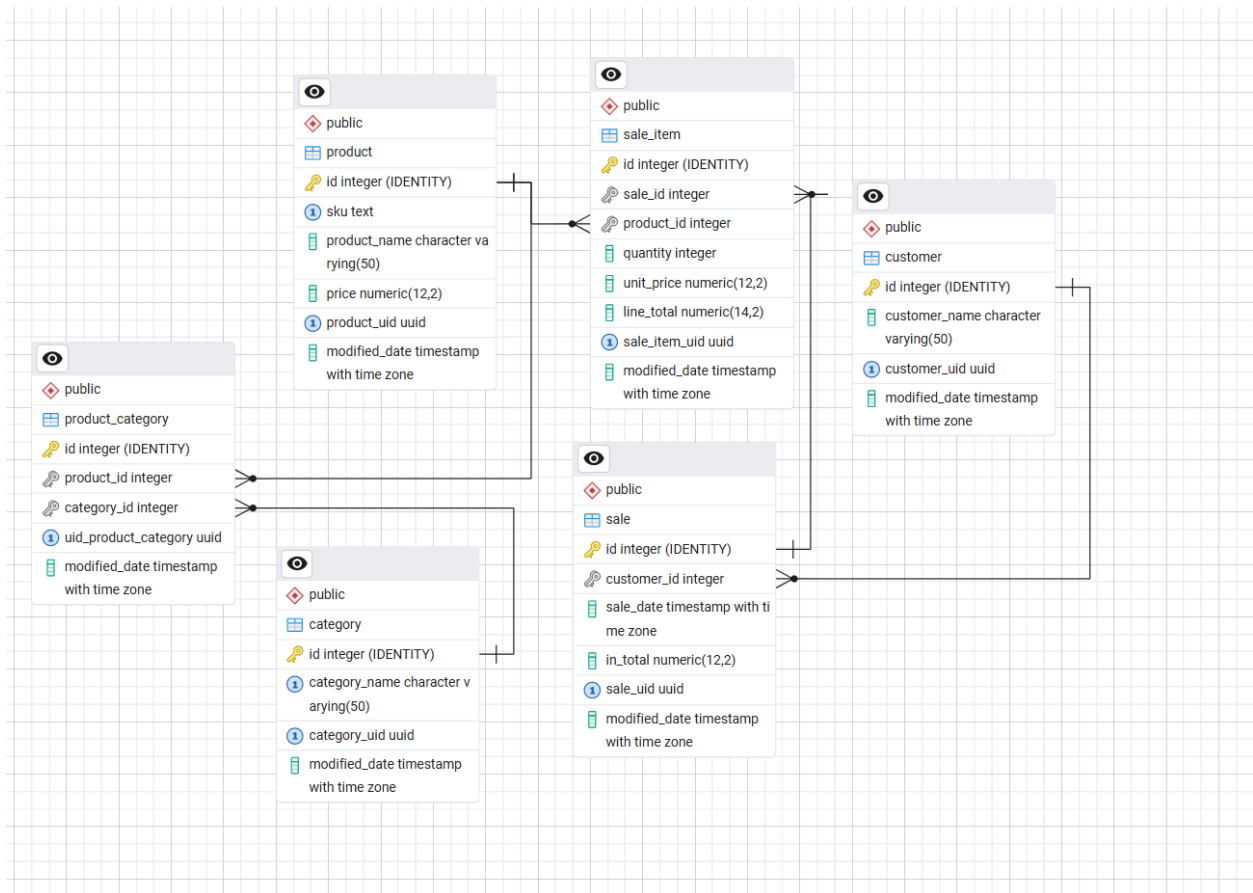 public
product
id integer (IDENTITY)
sku text
product_name character va
rying(50)
price numeric(12,2)
product_uid uuid
modified_date timestamp
with time zone
public
sale_item
id integer (IDENTITY)
sale_id integer
product_id integer
quantity integer
unit_price numeric(12,2)
line_total numeric(14,2)
sale_item_uid uuid
modified_date timestamp
with time zone
public
customer
id integer (IDENTITY)
customer_name character
varying(50)
customer_uid uuid
modified_date timestamp
with time zone
public
product_category
id integer (IDENTITY)
product_id integer
category_id integer
uid_product_category uuid
modified_date timestamp
with time zone
public
category
id integer (IDENTITY)
category_name character v
arying(50)
category_uid uuid
modified_date timestamp
with time zone
public
sale
id integer (IDENTITY)
customer_id integer
sale_date timestamp with ti
me zone
in_total numeric(12,2)
sale_uid uuid
modified_date timestamp
with time zone